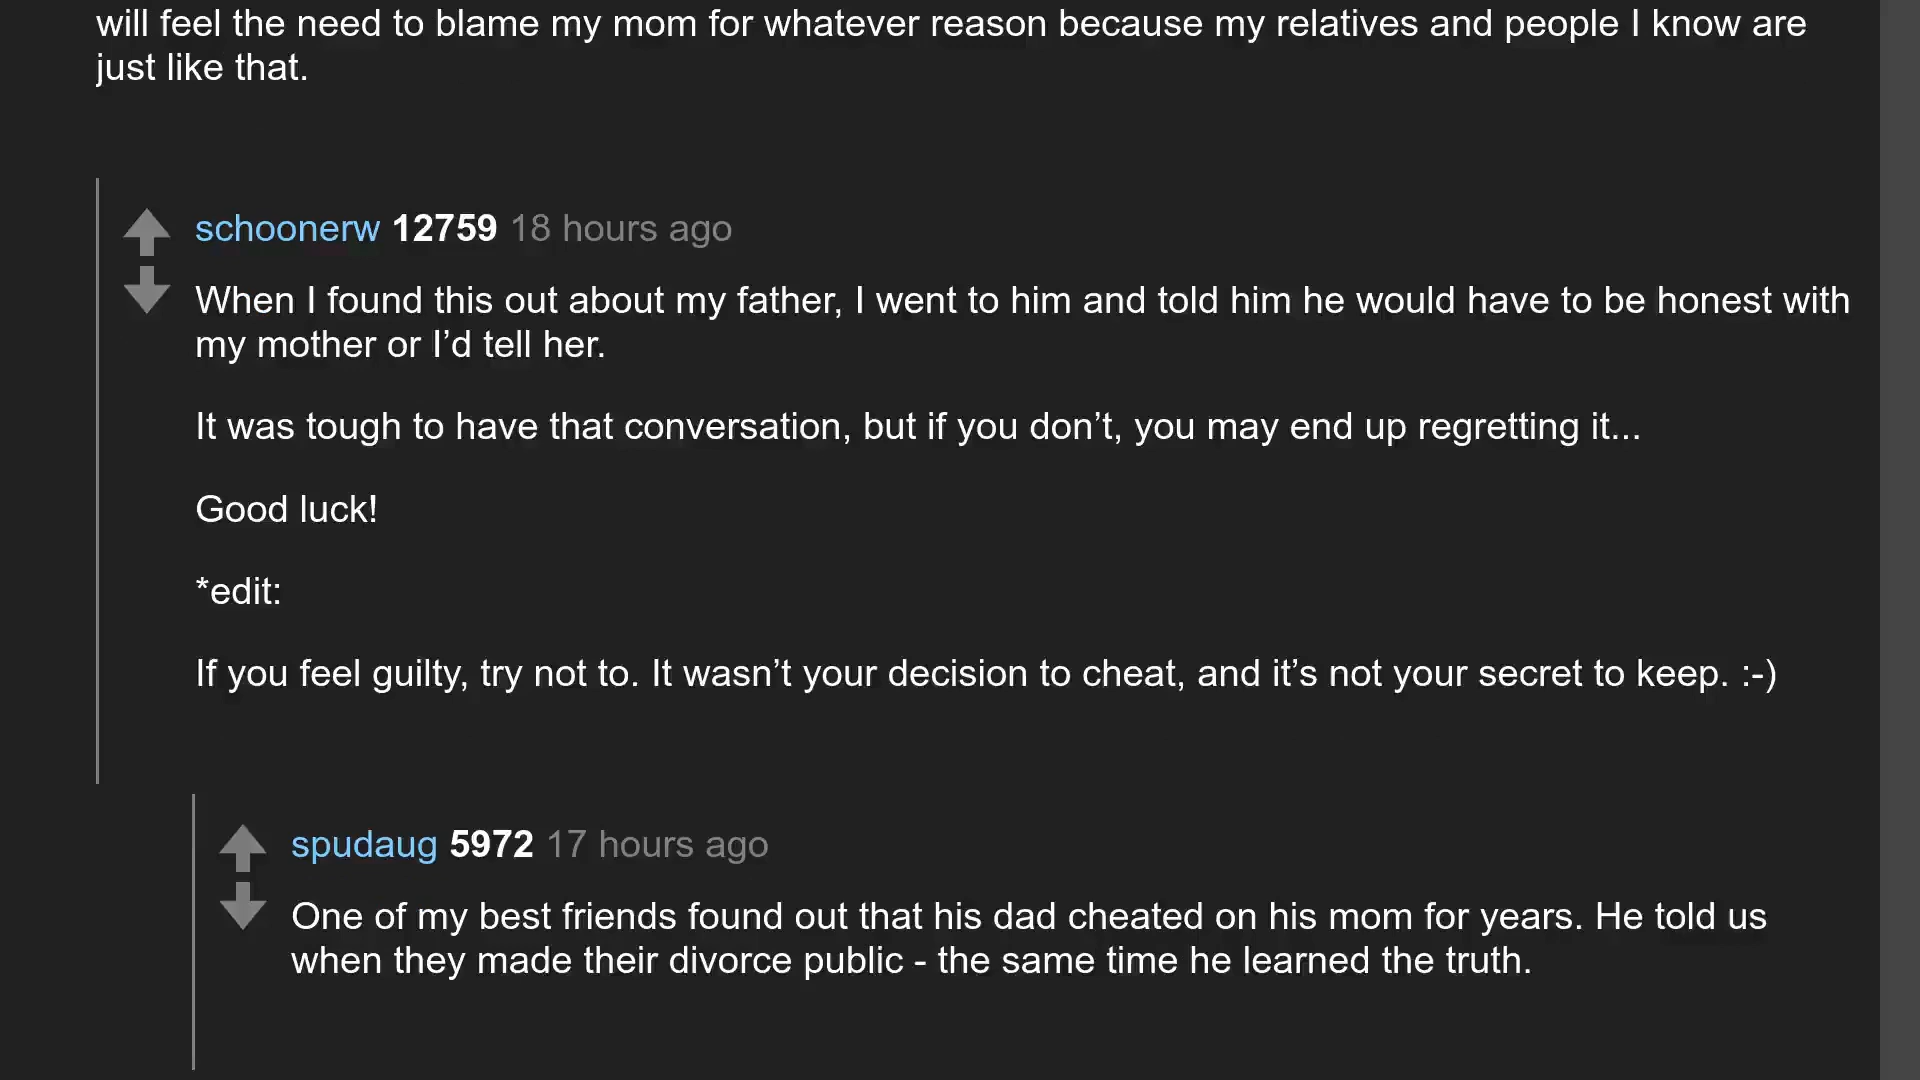 will feel the need to blame my mom for whatever reason because my relatives and people I know are
just like that.
schoonerw 12759 18 hours ago
When I found this out about my father, I went to him and told him he would have to be honest with
my mother or I’d tell her.
It was tough to have that conversation, but if you don’t, you may end up regretting it...
Good luck!
*edit:
If you feel guilty, try not to. It wasn’t your decision to cheat, and it’s not your secret to keep. :-)
spudaug 5972 17 hours ago
One of my best friends found out that his dad cheated on his mom for years. He told us
when they made their divorce public - the same time he learned the truth.